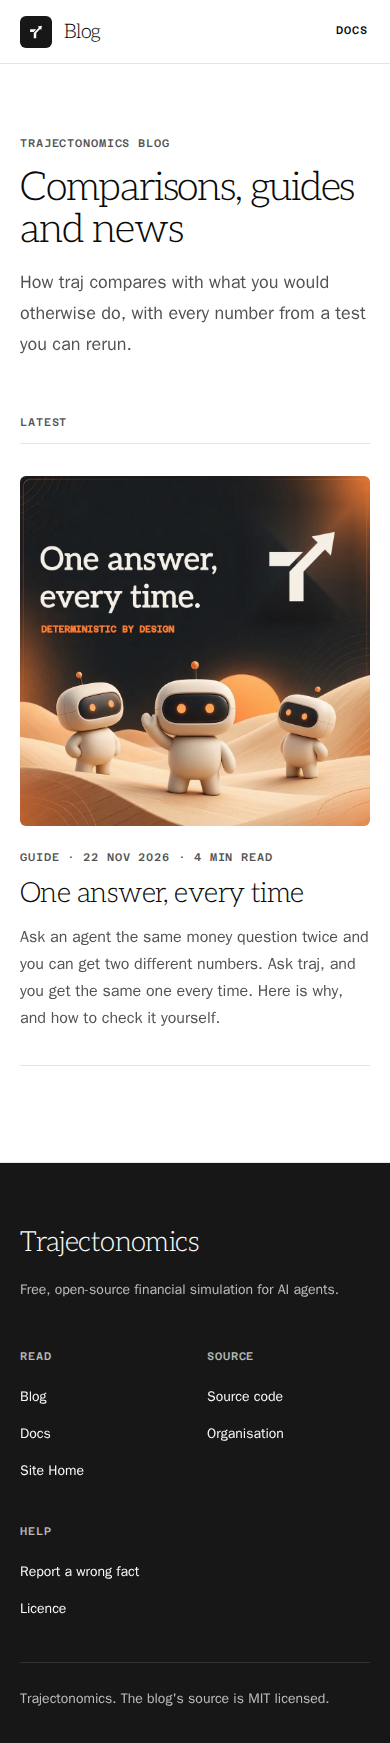 Blog
DOCS
TRAJECTONOMICS BLOG
Comparisons, guides
and news
How traj compares with what you would
otherwise do, with every number from a test
you can rerun.
LATEST
One answer,
every time.
DETERMINISTIC BY DESIGN
GUIDE · 22 NOV 2026 · 4 MIN READ
One answer, every time
Ask an agent the same money question twice and
you can get two different numbers. Ask traj, and
you get the same one every time. Here is why,
and how to check it yourself.
Trajectonomics
Free, open-source financial simulation for AI agents.
READ
Blog
Docs
Site Home
SOURCE
Source code
Organisation
HELP
Report a wrong fact
Licence
Trajectonomics. The blog's source is MIT licensed.